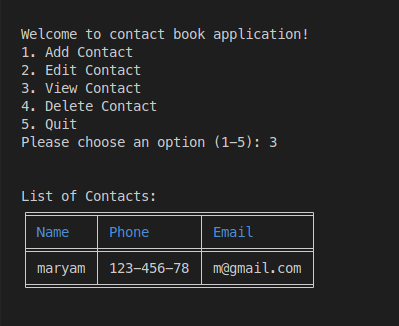 Welcome to contact book application!
1. Add Contact
2. Edit Contact
3. View Contact
4. Delete Contact
5. Quit
Please choose an option (1-5): 3
List of Contacts:
Name Phone Email
maryam 123-456-78 m@gmail.com